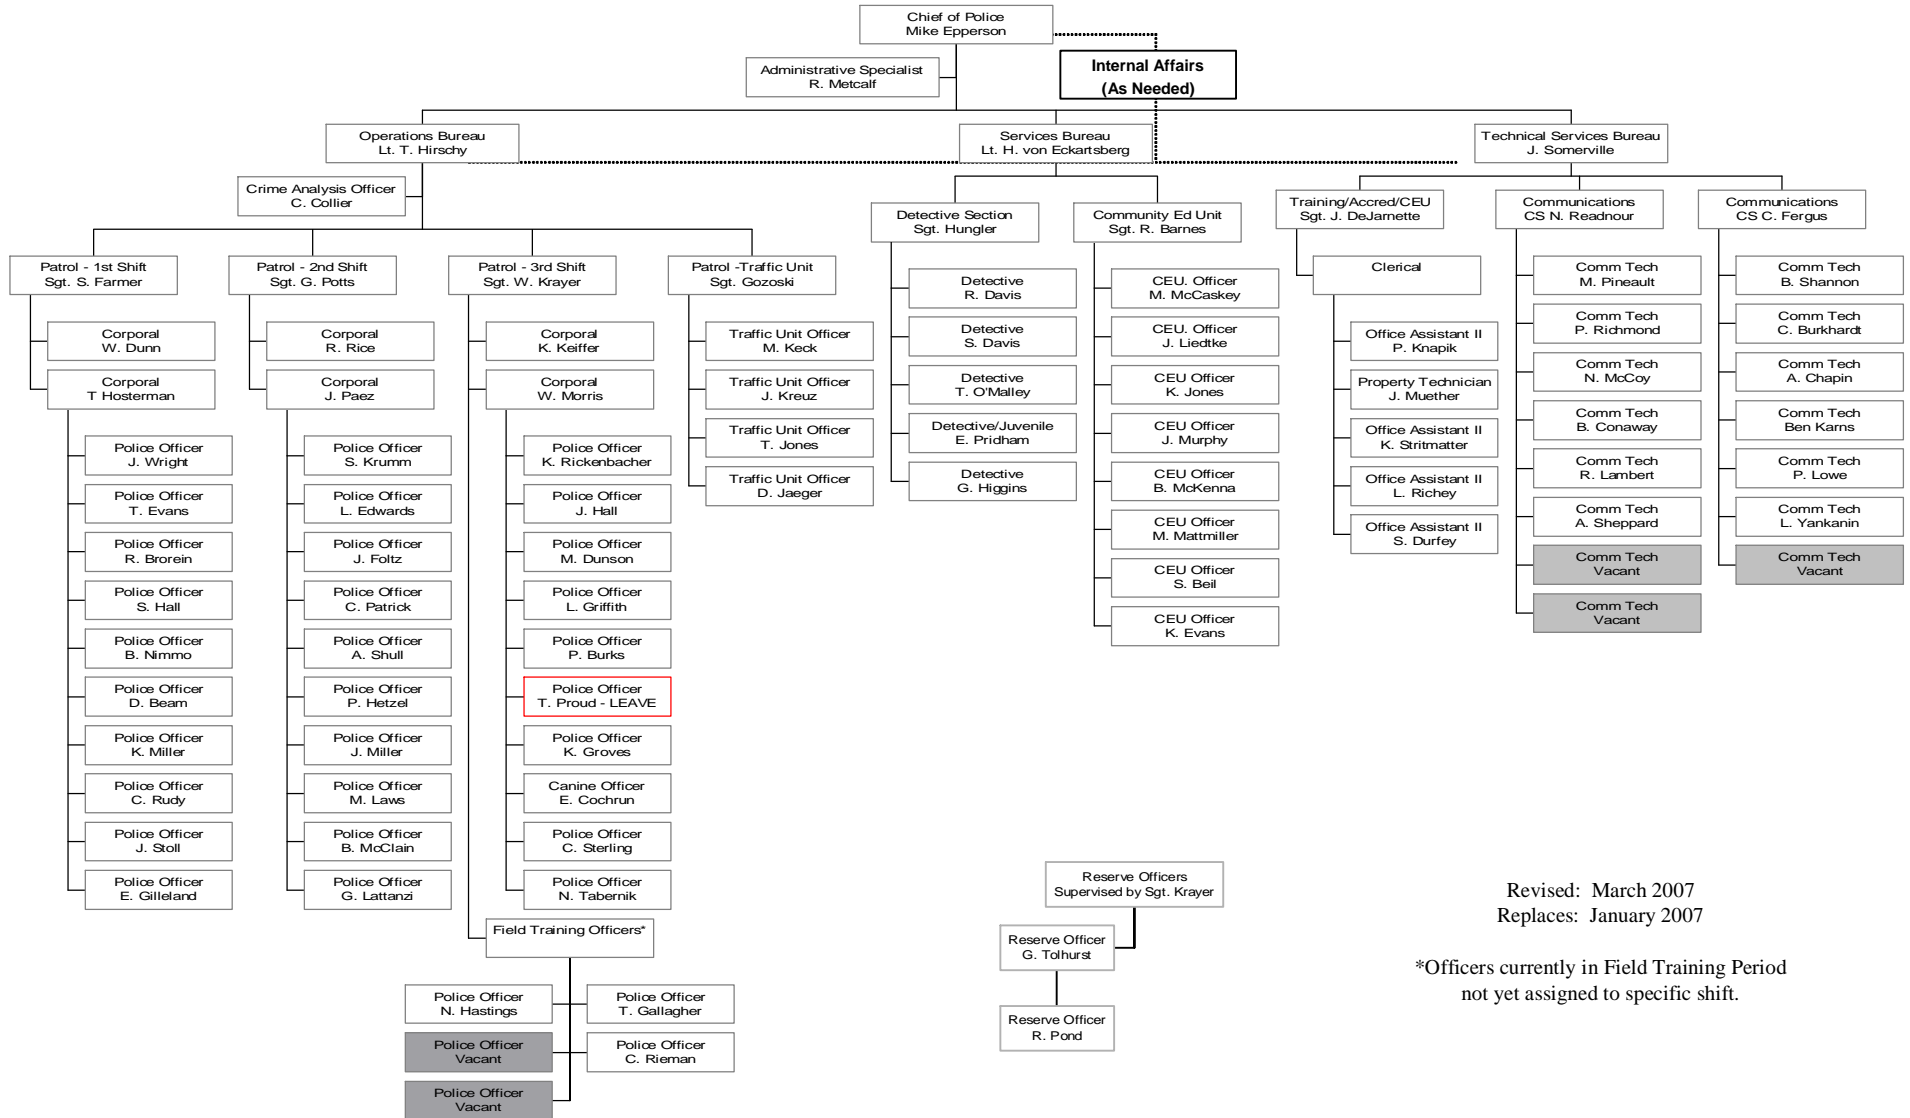 Chief of Police
Mike Epperson
Administrative Specialist
R. Metcalf
Internal Affairs
(As Needed)
Operations Bureau
Lt. T. Hirschy
Services Bureau
Lt. H. von Eckartsberg
Technical Services Bureau
J. Somerville
Crime Analysis Officer
C. Collier
Patrol - 1st Shift
Sgt. S. Farmer
Corporal
W. Dunn
Corporal
T Hosterman
Police Officer
J. Wright
Police Officer
T. Evans
Police Officer
R. Brorein
Police Officer
S. Hall
Police Officer
B. Nimmo
Police Officer
D. Beam
Police Officer
K. Miller
Police Officer
C. Rudy
Police Officer
J. Stoll
Police Officer
E. Gilleland
Patrol - 2nd Shift
Sgt. G. Potts
Corporal
R. Rice
Corporal
J. Paez
Police Officer
S. Krumm
Police Officer
L. Edwards
Police Officer
J. Foltz
Police Officer
C. Patrick
Police Officer
A. Shull
Police Officer
P. Hetzel
Police Officer
J. Miller
Police Officer
M. Laws
Police Officer
B. McClain
Police Officer
G. Lattanzi
Patrol - 3rd Shift
Sgt. W. Krayer
Corporal
K. Keiffer
Corporal
W. Morris
Police Officer
K. Rickenbacher
Police Officer
J. Hall
Police Officer
M. Dunson
Police Officer
L. Griffith
Police Officer
P. Burks
Police Officer
T. Proud - LEAVE
Police Officer
K. Groves
Canine Officer
E. Cochrun
Police Officer
C. Sterling
Police Officer
N. Tabernik
Field Training Officers*
Police Officer
N. Hastings
Police Officer
T. Gallagher
Police Officer
Vacant
Police Officer
C. Rieman
Police Officer
Vacant
Patrol -Traffic Unit
Sgt. Gozoski
Traffic Unit Officer
M. Keck
Traffic Unit Officer
J. Kreuz
Traffic Unit Officer
T. Jones
Traffic Unit Officer
D. Jaeger
Detective Section
Sgt. Hungler
Detective
R. Davis
Detective
S. Davis
Detective
T. O'Malley
Detective/Juvenile
E. Pridham
Detective
G. Higgins
Community Ed Unit
Sgt. R. Barnes
CEU. Officer
M. McCaskey
CEU. Officer
J. Liedtke
CEU Officer
K. Jones
CEU Officer
J. Murphy
CEU Officer
B. McKenna
CEU Officer
M. Mattmiller
CEU Officer
S. Beil
CEU Officer
K. Evans
Training/Accred/CEU
Sgt. J. DeJarnette
Clerical
Office Assistant II
P. Knapik
Property Technician
J. Muether
Office Assistant II
K. Stritmatter
Office Assistant II
L. Richey
Office Assistant II
S. Durfey
Communications
CS N. Readnour
Comm Tech
M. Pineault
Comm Tech
P. Richmond
Comm Tech
N. McCoy
Comm Tech
B. Conaway
Comm Tech
R. Lambert
Comm Tech
A. Sheppard
Comm Tech
Vacant
Comm Tech
Vacant
Communications
CS C. Fergus
Comm Tech
B. Shannon
Comm Tech
C. Burkhardt
Comm Tech
A. Chapin
Comm Tech
Ben Karns
Comm Tech
P. Lowe
Comm Tech
L. Yankanin
Comm Tech
Vacant
Reserve Officers
Supervised by Sgt. Krayer
Reserve Officer
G. Tolhurst
Reserve Officer
R. Pond
Revised: March 2007
Replaces: January 2007
*Officers currently in Field Training Period
not yet assigned to specific shift.